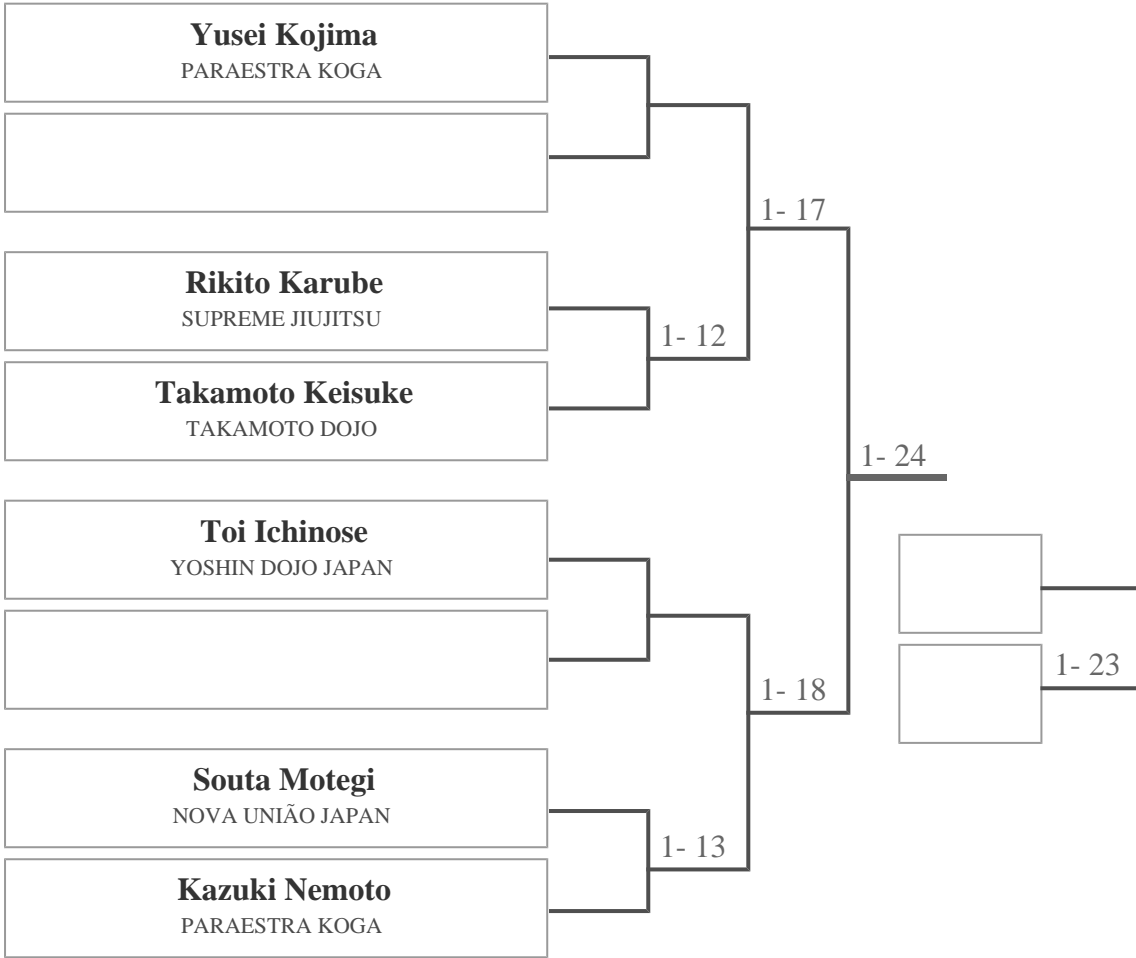 Yusei Kojima
PARAESTRA KOGA
1- 17
Rikito Karube
SUPREME JIUJITSU
1- 12
Takamoto Keisuke
TAKAMOTO DOJO
1- 24
Toi Ichinose
YOSHIN DOJO JAPAN
1- 23
1- 18
Souta Motegi
NOVA UNIÃO JAPAN
1- 13
Kazuki Nemoto
PARAESTRA KOGA